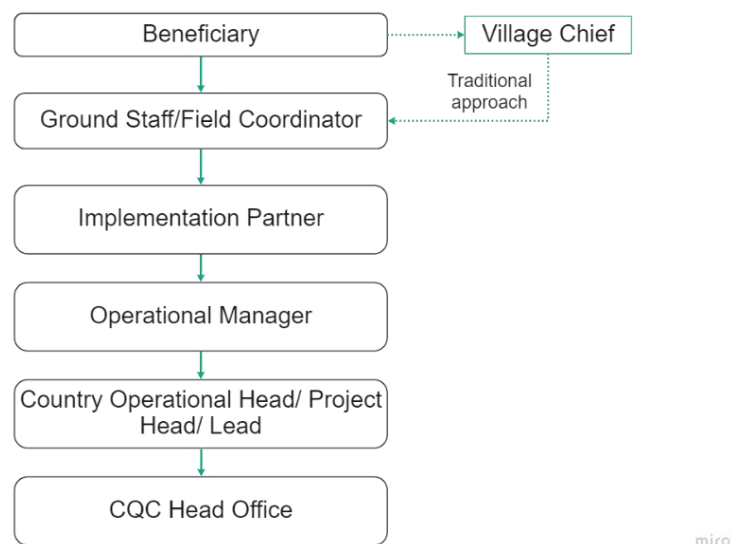 Beneficiary
Village Chief
Traditional
approach
Ground Staff/Field Coordinator
Implementation Partner
Operational Manager
Country Operational Head/ Project
Head/ Lead
CQC Head Office
miro